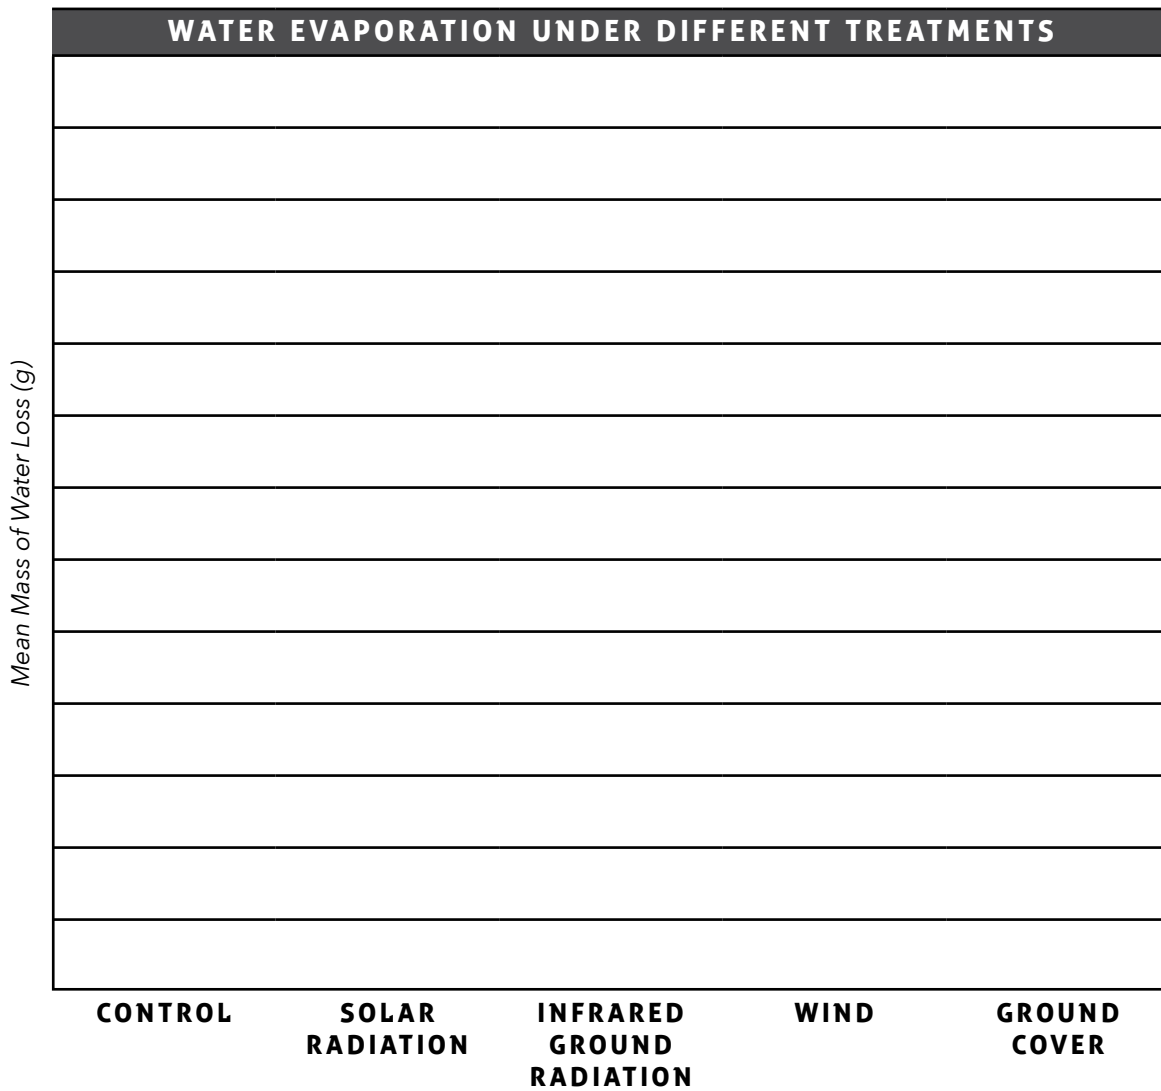 WATER EVAPORATION UNDER DIFFERENT TREATMENTS
Mean Mass of Water Loss (g)
CONTROL
SOLAR
RADIATION
INFRARED
GROUND
RADIATION
WIND
GROUND
COVER